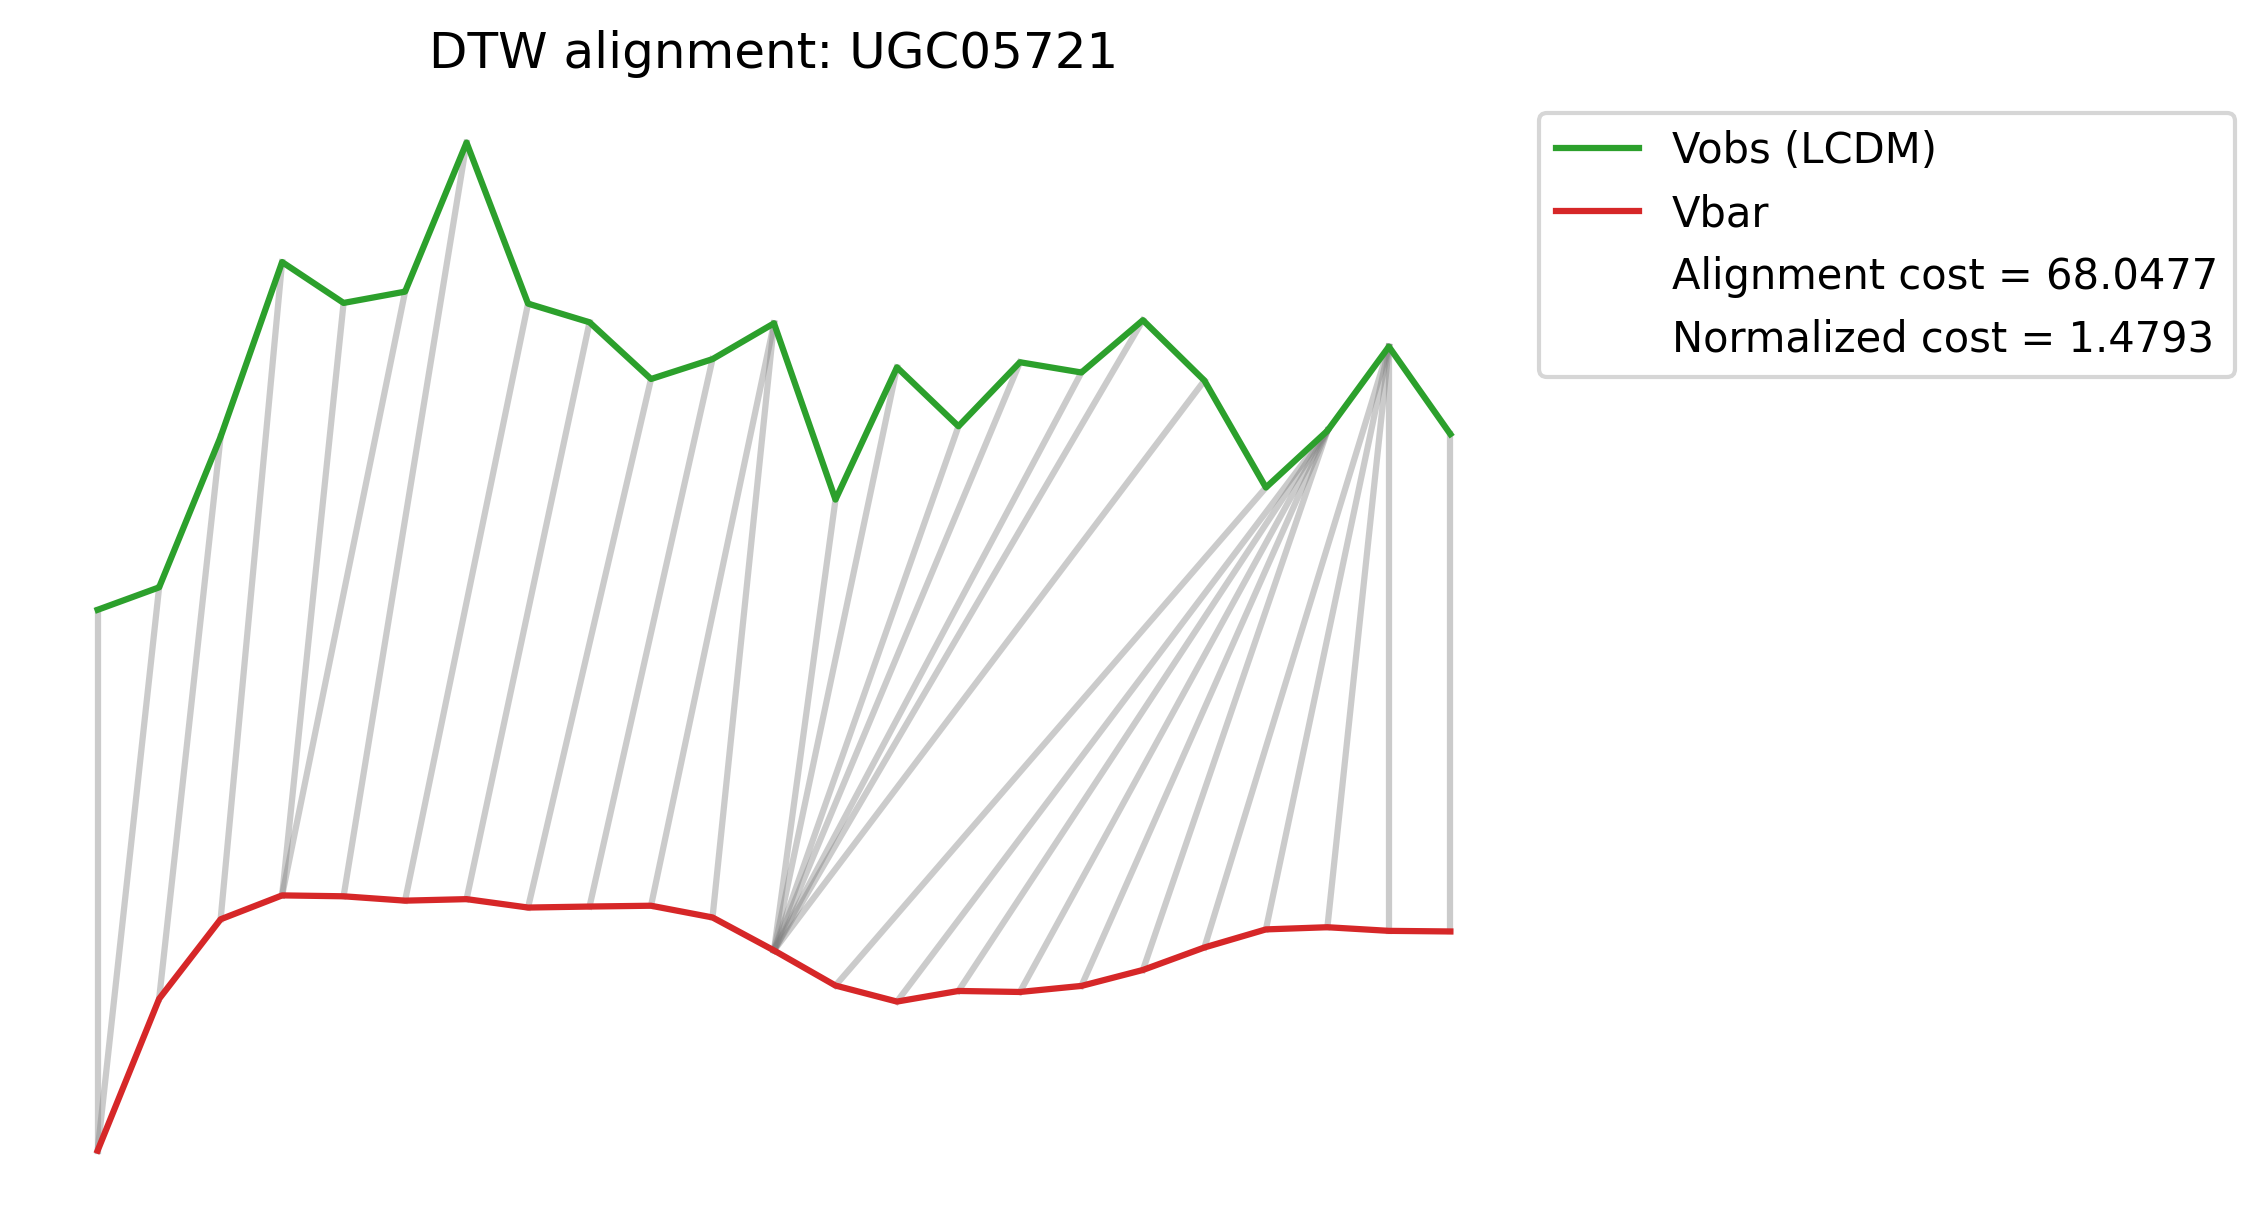 DTW alignment: UGC05721
Vobs (LCDM)
Vbar
Alignment cost = 68.0477
Normalized cost = 1.4793